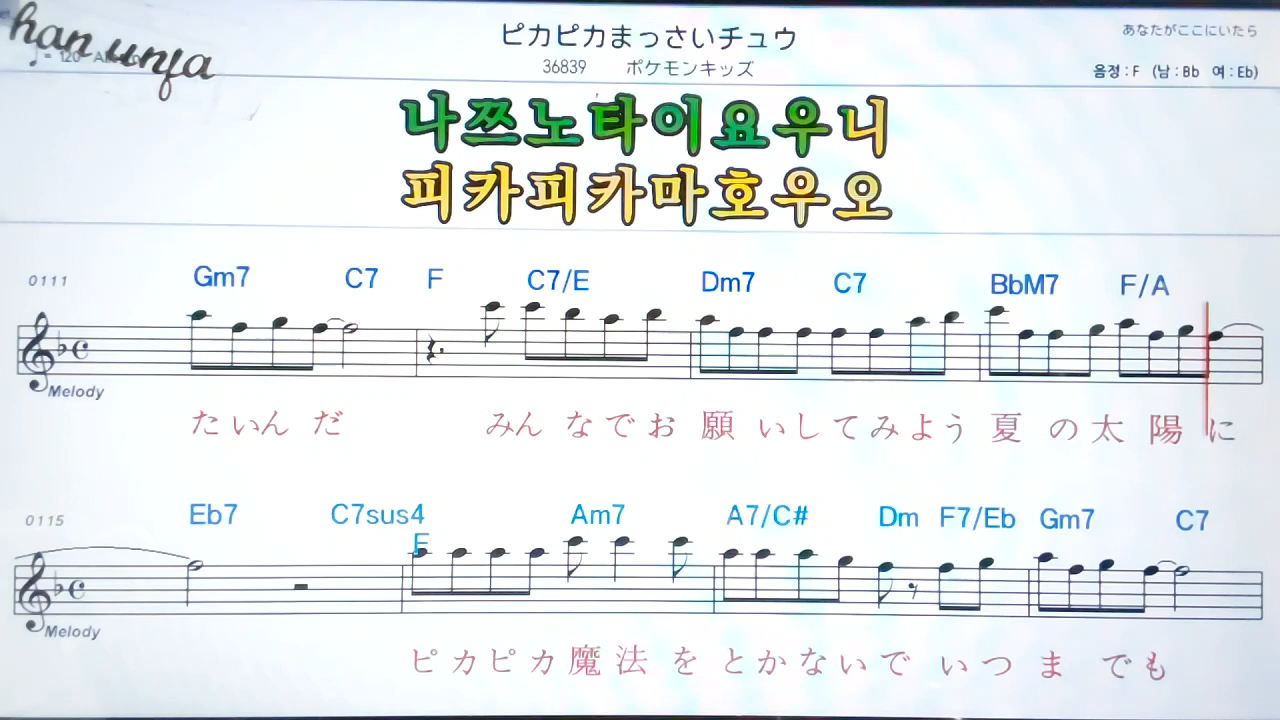 han unja
ピカピカまっさいチュウ
あなたがここにいたら
36839 ポケモンキッズ
음정 : F (남 : Bb 여 : Eb)
나쯔노타이요우니
피카피카마호우오
0111 Gm7 C7 F C7/E Dm7 C7 BbM7 F/A
Melody
たいんだ みんなでお願いしてみよう夏の太陽に
0115 Eb7 C7sus4 F Am7 A7/C# Dm F7/Eb Gm7 C7
Melody
ピカピカ魔法をとかないでいつまでも